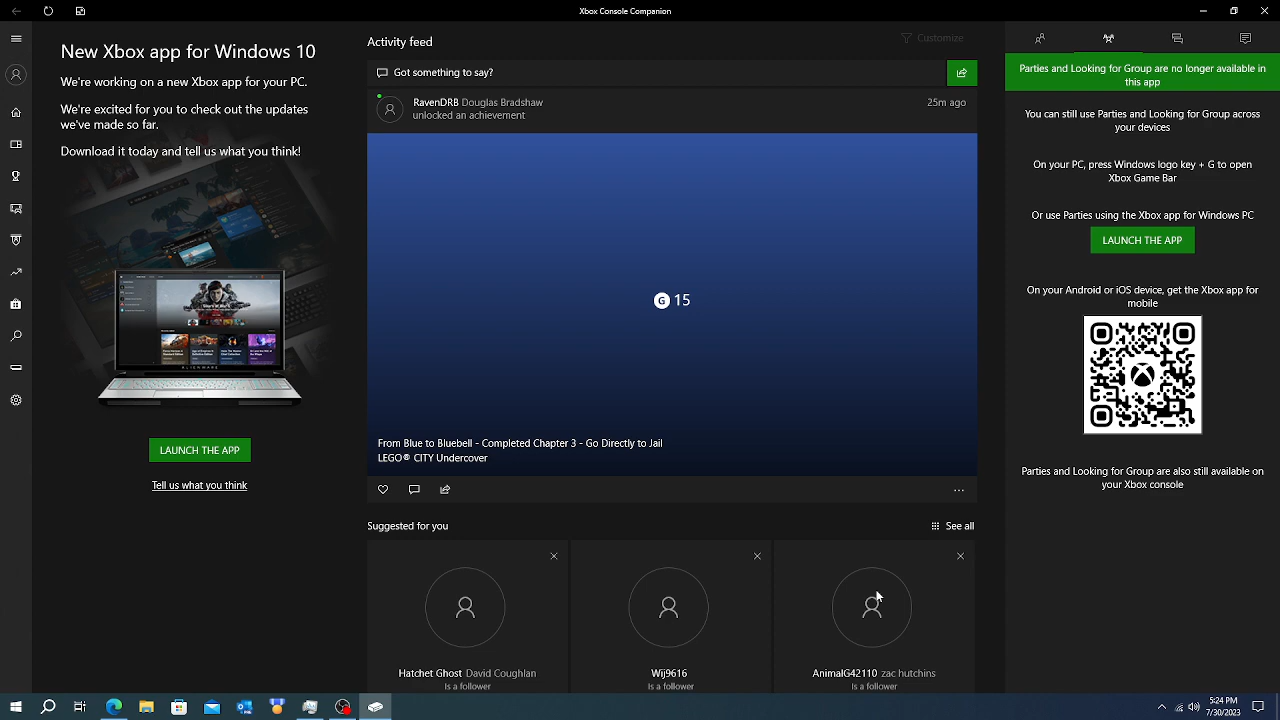 Xbox Console Companion
New Xbox app for Windows 10
We're working on a new Xbox app for your PC.
We're excited for you to check out the updates
we've made so far.
Download it today and tell us what you think!
ALIENWARE
LAUNCH THE APP
Tell us what you think
Activity feed
Customize
Got something to say?
RavenDRB Douglas Bradshaw
unlocked an achievement
25m ago
G 15
From Blue to Bluebell - Completed Chapter 3 - Go Directly to Jail
LEGO® CITY Undercover
Suggested for you
See all
Hatchet Ghost David Coughlan
Is a follower
Wij9616
Is a follower
AnimalG42110 zac hutchins
Is a follower
Parties and Looking for Group are no longer available in
this app
You can still use Parties and Looking for Group across
your devices
On your PC, press Windows logo key + G to open
Xbox Game Bar
Or use Parties using the Xbox app for Windows PC
LAUNCH THE APP
On your Android or iOS device, get the Xbox app for
mobile
Parties and Looking for Group are also still available on
your Xbox console
5:24 PM
7/30/2023